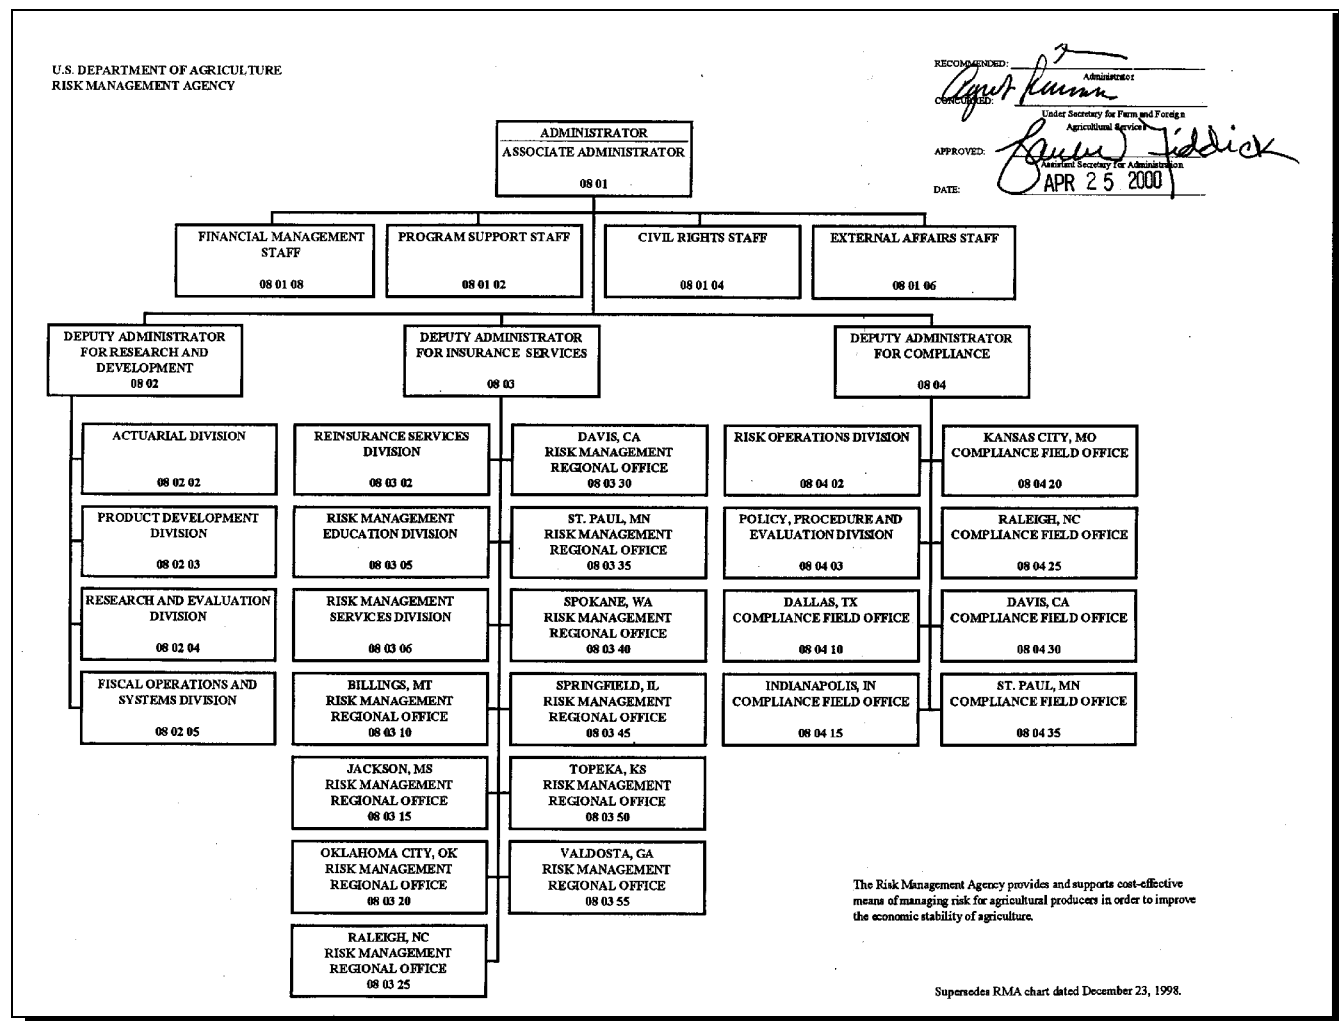 U.S. DEPARTMENT OF AGRICULTURE
RISK MANAGEMENT AGENCY
RECOMMENDED:
Administrator
CONCURRED:
Under Secretary for Farm and Foreign
Agricultural Services
APPROVED:
Assistant Secretary for Administration
DATE:
APR 25 2000
ADMINISTRATOR
ASSOCIATE ADMINISTRATOR
08 01
FINANCIAL MANAGEMENT
STAFF
08 01 08
PROGRAM SUPPORT STAFF
08 01 02
CIVIL RIGHTS STAFF
08 01 04
EXTERNAL AFFAIRS STAFF
08 01 06
DEPUTY ADMINISTRATOR
FOR RESEARCH AND
DEVELOPMENT
08 02
DEPUTY ADMINISTRATOR
FOR INSURANCE SERVICES
08 03
DEPUTY ADMINISTRATOR
FOR COMPLIANCE
08 04
ACTUARIAL DIVISION
08 02 02
PRODUCT DEVELOPMENT
DIVISION
08 02 03
RESEARCH AND EVALUATION
DIVISION
08 02 04
FISCAL OPERATIONS AND
SYSTEMS DIVISION
08 02 05
REINSURANCE SERVICES
DIVISION
08 03 02
RISK MANAGEMENT
EDUCATION DIVISION
08 03 05
RISK MANAGEMENT
SERVICES DIVISION
08 03 06
BILLINGS, MT
RISK MANAGEMENT
REGIONAL OFFICE
08 03 10
JACKSON, MS
RISK MANAGEMENT
REGIONAL OFFICE
08 03 15
OKLAHOMA CITY, OK
RISK MANAGEMENT
REGIONAL OFFICE
08 03 20
RALEIGH, NC
RISK MANAGEMENT
REGIONAL OFFICE
08 03 25
DAVIS, CA
RISK MANAGEMENT
REGIONAL OFFICE
08 03 30
ST. PAUL, MN
RISK MANAGEMENT
REGIONAL OFFICE
08 03 35
SPOKANE, WA
RISK MANAGEMENT
REGIONAL OFFICE
08 03 40
SPRINGFIELD, IL
RISK MANAGEMENT
REGIONAL OFFICE
08 03 45
TOPEKA, KS
RISK MANAGEMENT
REGIONAL OFFICE
08 03 50
VALDOSTA, GA
RISK MANAGEMENT
REGIONAL OFFICE
08 03 55
RISK OPERATIONS DIVISION
08 04 02
POLICY, PROCEDURE AND
EVALUATION DIVISION
08 04 03
DALLAS, TX
COMPLIANCE FIELD OFFICE
08 04 10
INDIANAPOLIS, IN
COMPLIANCE FIELD OFFICE
08 04 15
KANSAS CITY, MO
COMPLIANCE FIELD OFFICE
08 04 20
RALEIGH, NC
COMPLIANCE FIELD OFFICE
08 04 25
DAVIS, CA
COMPLIANCE FIELD OFFICE
08 04 30
ST. PAUL, MN
COMPLIANCE FIELD OFFICE
08 04 35
The Risk Management Agency provides and supports cost-effective
means of managing risk for agricultural producers in order to improve
the economic stability of agriculture.
Supersedes RMA chart dated December 23, 1998.